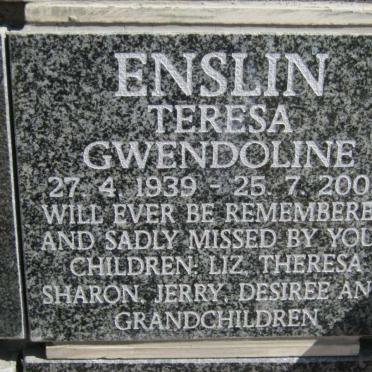 ENSLIN
TERESA
GWENDOLINE
27. 4. 1939 - 25. 7. 200
WILL EVER BE REMEMBERE
AND SADLY MISSED BY YOU
CHILDREN: LIZ, THERESA
SHARON, JERRY, DESIREE AN
GRANDCHILDREN